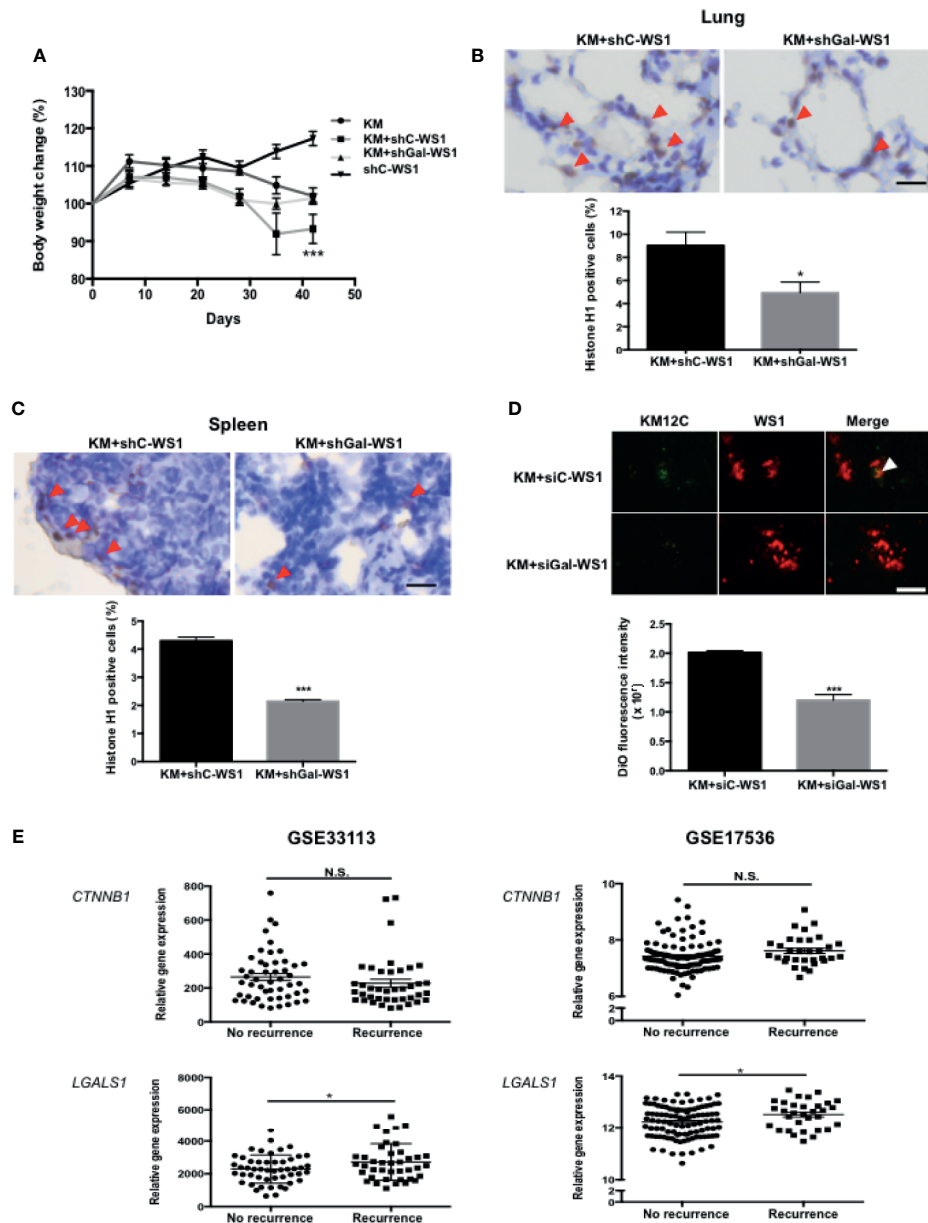 A
120
110
100
90
80
Body weight change (%)
0 10 20 30 40 50
Days
***
KM
KM+shC-WS1
KM+shGal-WS1
shC-WS1
B
Lung
KM+shC-WS1 KM+shGal-WS1
Histone H1 positive cells (%)
12
10
8
6
4
2
0
*
KM+shC-WS1 KM+shGal-WS1
C
Spleen
KM+shC-WS1 KM+shGal-WS1
Histone H1 positive cells (%)
5
4
3
2
1
0
***
KM+shC-WS1 KM+shGal-WS1
D
KM12C WS1 Merge
KM+siC-WS1
KM+siGal-WS1
DiO fluorescence intensity
2.5
2.0
1.5
1.0
0.5
0.0
***
KM+siC-WS1 KM+siGal-WS1
E
GSE33113
CTNNB1
Relative gene expression
800
600
400
200
0
N.S.
No recurrence Recurrence
GSE17536
CTNNB1
Relative gene expression
10
8
6
2
0
N.S.
No recurrence Recurrence
LGALS1
Relative gene expression
8000
6000
4000
2000
0
*
No recurrence Recurrence
LGALS1
Relative gene expression
14
12
10
2
0
*
No recurrence Recurrence